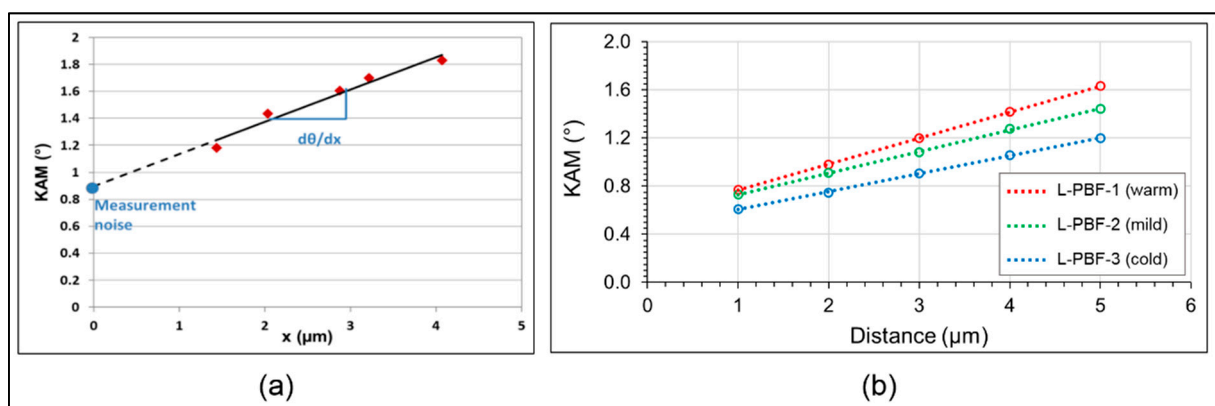 2
1.8
1.6
1.4
1.2
1
0.8
0.6
0.4
0.2
0
KAM (°)
dθ/dx
Measurement
noise
0 1 2 3 4 5
x (µm)
(a)
2.0
1.6
1.2
0.8
0.4
0.0
KAM (°)
L-PBF-1 (warm)
L-PBF-2 (mild)
L-PBF-3 (cold)
0 1 2 3 4 5 6
Distance (µm)
(b)